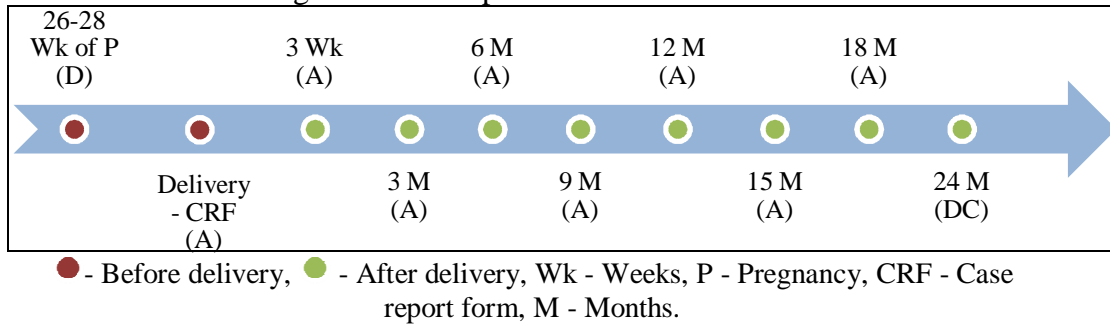 26-28
Wk of P
(D)
3 Wk
(A)
6 M
(A)
12 M
(A)
18 M
(A)
Delivery
- CRF
(A)
3 M
(A)
9 M
(A)
15 M
(A)
24 M
(DC)
- Before delivery, - After delivery, Wk - Weeks, P - Pregnancy, CRF - Case
report form, M - Months.